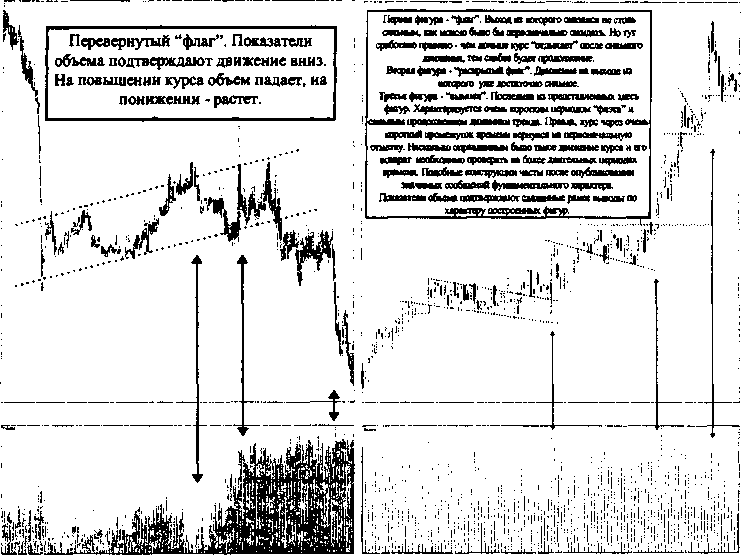 Перевернутый “флаг”. Показатели
объема подтверждают движение вниз.
На повышении курса объем падает, на
понижении - растет.
Первая фигура - “флаг”. Выход из которого оказался не столь
сильным, как можно было бы первоначально ожидать. Но тут
сработало правило - чем дольше курс “отдыхает” после сильного
движения, тем слабее будет продолжение.
Вторая фигура - “раскрытый флаг”. Движение на выходе из
которого уже достаточно сильное.
Третья фигура - “вымпел”. Последняя из представленных здесь
фигур. Характеризуется очень коротким периодом “флэта” и
сильным продолжением динамики тренда. Правда, курс через очень
короткий промежуток времени вернулся на первоначальную
отметку. Насколько оправданным было такое движение курса и его
возврат необходимо проверить на более длительных периодах
времени. Подобные конструкции часты после опубликования
значимых сообщений фундаментального характера.
Показатели объема подтверждают сделанные ранее выводы по
характеру построенных фигур.